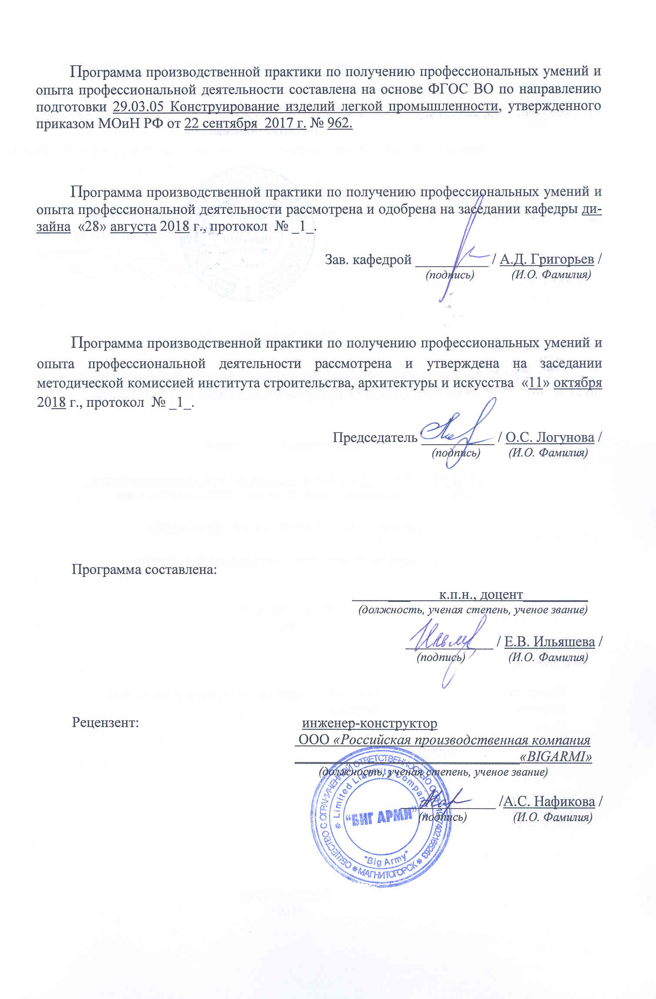 Программа производственной практики по получению профессиональных умений и
опыта профессиональной деятельности составлена на основе ФГОС ВО по направлению
подготовки 29.03.05 Конструирование изделий легкой промышленности, утвержденного
приказом МОиН РФ от 22 сентября 2017 г. № 962.
Программа производственной практики по получению профессиональных умений и
опыта профессиональной деятельности рассмотрена и одобрена на заседании кафедры ди-
зайна «28» августа 2018 г., протокол № _1_.
Зав. кафедрой __________ / А.Д. Григорьев /
(подпись) (И.О. Фамилия)
Программа производственной практики по получению профессиональных умений и
опыта профессиональной деятельности рассмотрена и утверждена на заседании
методической комиссией института строительства, архитектуры и искусства «11» октября
2018 г., протокол № _1_.
Председатель __________ / О.С. Логунова /
(подпись) (И.О. Фамилия)
Программа составлена:
к.п.н., доцент
(должность, ученая степень, ученое звание)
____________ / Е.В. Ильяшева /
(подпись) (И.О. Фамилия)
Рецензент: инженер-конструктор
ООО «Российская производственная компания
«BIGARMI»
(должность, ученая степень, ученое звание)
_____________ /А.С. Нафикова /
(подпись) (И.О. Фамилия)
ОБЩЕСТВО С ОГРАНИЧЕННОЙ ОТВЕТСТВЕННОСТЬЮ
* МАГНИТОГОРСК *
* Limited Liability Company *
“БИГ АРМИ”
"Big Army"